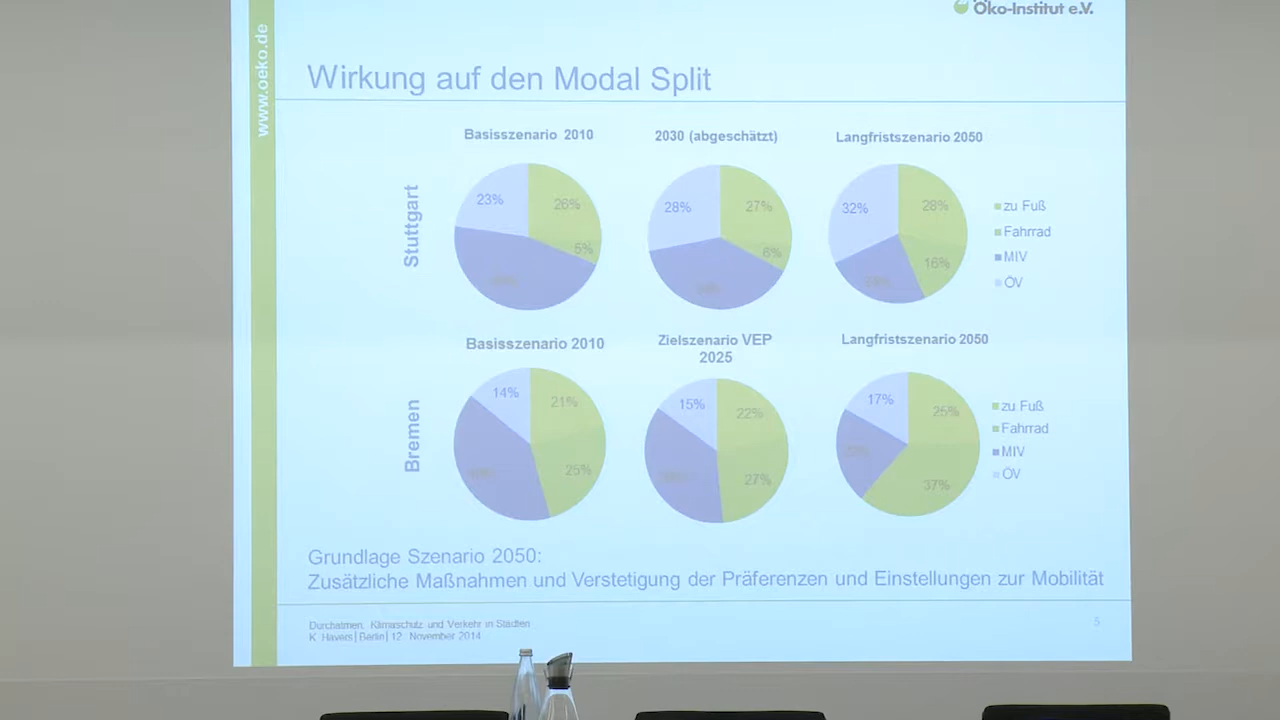 Öko-Institut e.V.
www.oeko.de
Wirkung auf den Modal Split
Basisszenario 2010
2030 (abgeschätzt)
Langfristszenario 2050
Stuttgart
23%
26%
5%
28%
27%
6%
32%
28%
16%
zu Fuß
Fahrrad
MIV
ÖV
Basisszenario 2010
Zielszenario VEP
2025
Langfristszenario 2050
Bremen
14%
21%
25%
15%
22%
27%
17%
25%
37%
zu Fuß
Fahrrad
MIV
ÖV
Grundlage Szenario 2050:
Zusätzliche Maßnahmen und Verstetigung der Präferenzen und Einstellungen zur Mobilität
Durchatmen. Klimaschutz und Verkehr in Städten
K. Havers│Berlin│12. November 2014
5